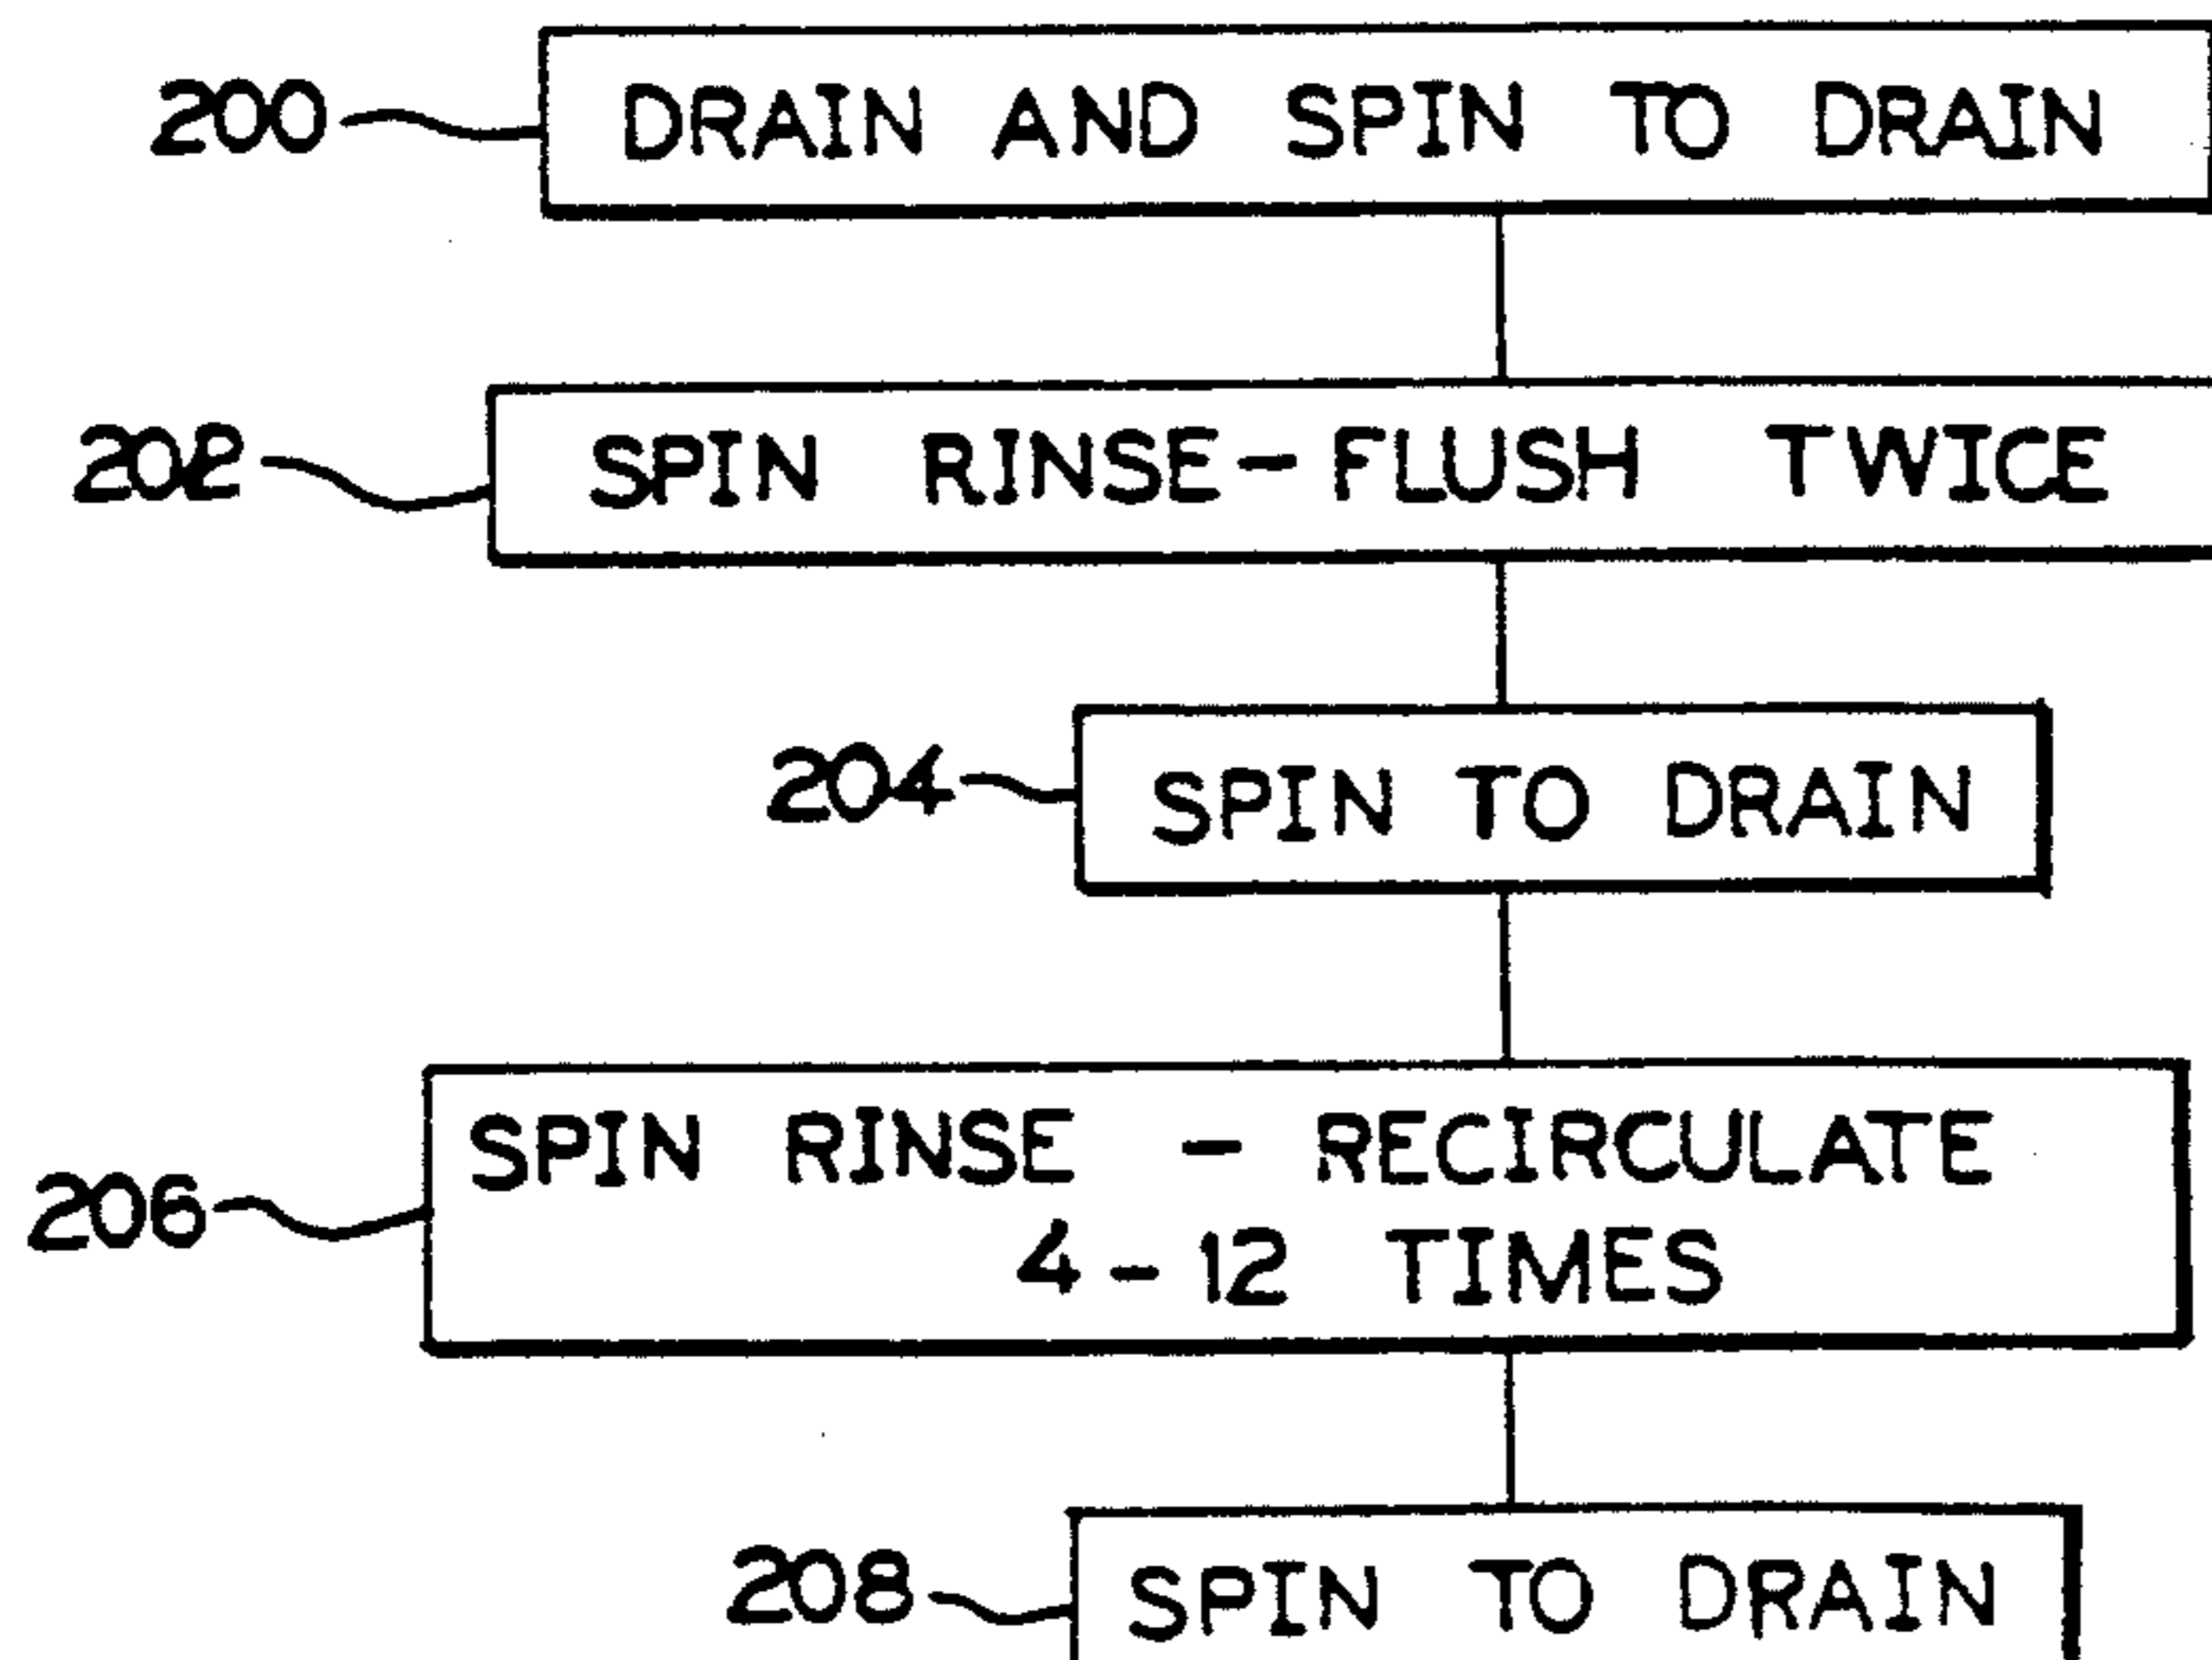 200 DRAIN AND SPIN TO DRAIN
202 SPIN RINSE-FLUSH TWICE
204 SPIN TO DRAIN
SPIN RINSE - RECIRCULATE
206
4-12 TIMES
208 SPIN TO DRAIN